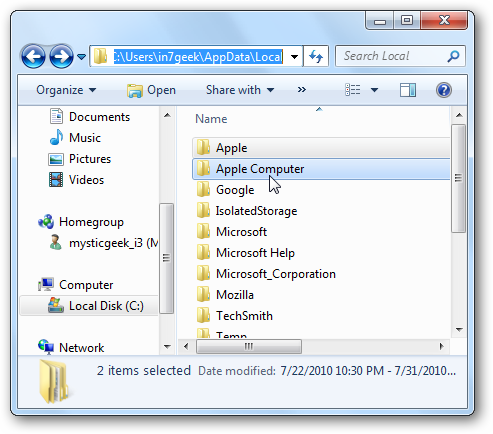 C:\Users\in7geek\AppData\Local
Search Local
Organize
Open
Share with
»
?
Documents
Music
Pictures
Videos
Homegroup
mysticgeek_i3 (M
Computer
Local Disk (C:)
Network
Name
Apple
Apple Computer
Google
IsolatedStorage
Microsoft
Microsoft Help
Microsoft_Corporation
Mozilla
TechSmith
Temp
2 items selected Date modified: 7/22/2010 10:30 PM - 7/31/2010...